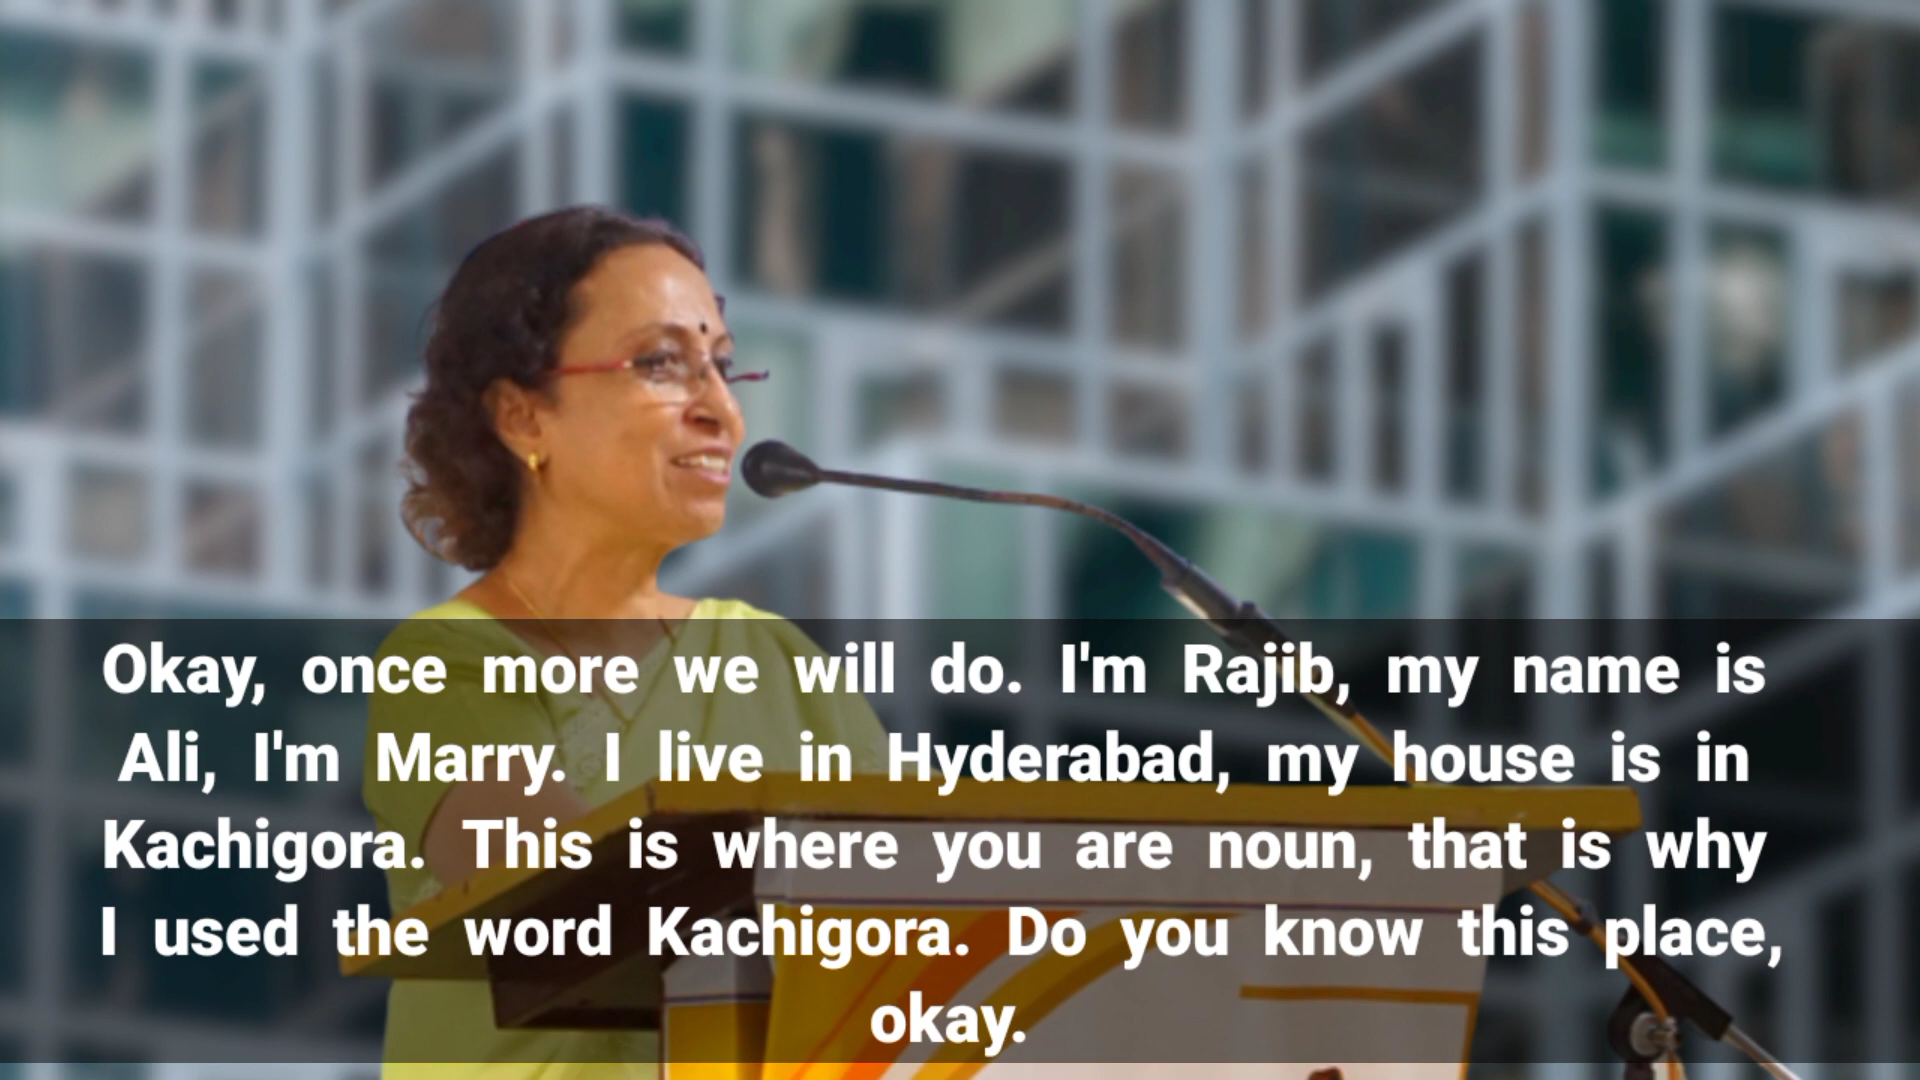 Okay, once more we will do. I'm Rajib, my name is
Ali, I'm Marry. I live in Hyderabad, my house is in
Kachigora. This is where you are noun, that is why
I used the word Kachigora. Do you know this place,
okay.